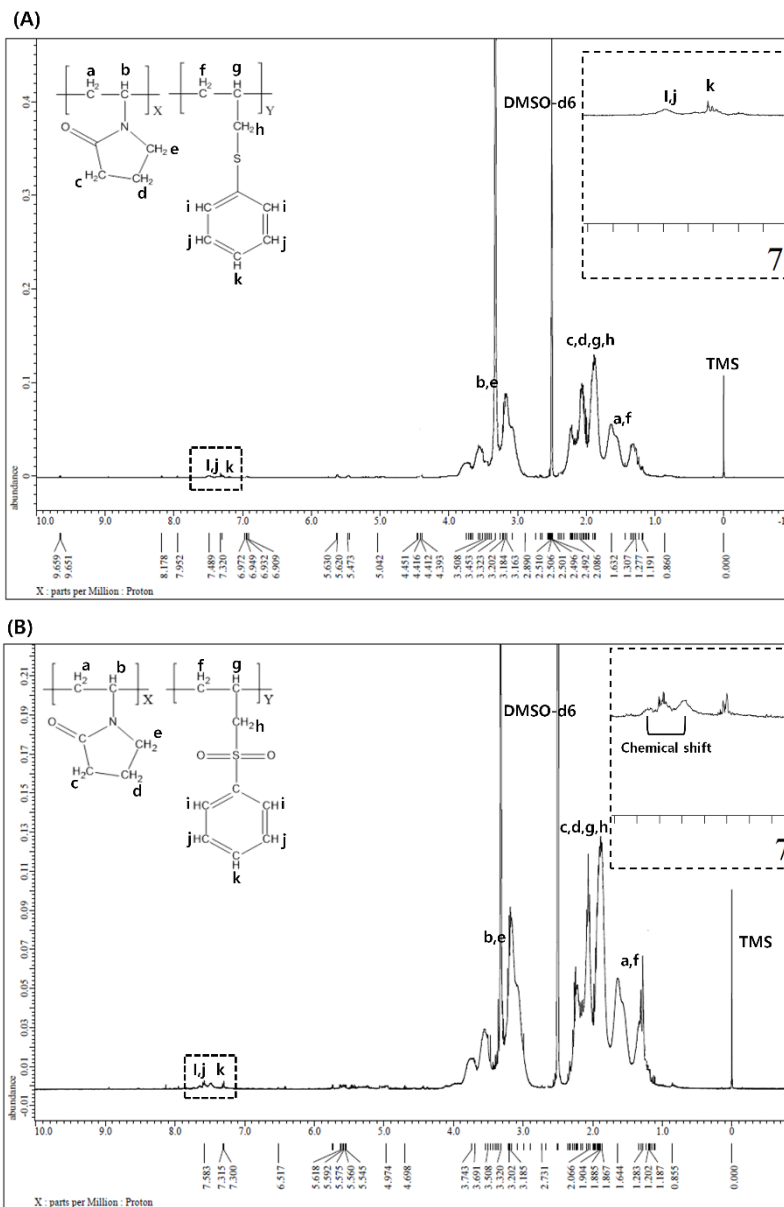 (A)
a
b
f
g
H₂
C
H
C
X
H₂
C
H
C
Y
O
N
CH₂
e
H₂C
CH₂
c
d
CH₂
h
S
i
HC
CH
i
j
HC
CH
j
C
H
k
DMSO-d6
I,j
k
7
b,e
c,d,g,h
a,f
TMS
I,j
k
abundance
0
0.1
0.2
0.3
0.4
10.0
9.0
8.0
7.0
6.0
5.0
4.0
3.0
2.0
1.0
0
-1
9.659
9.651
8.178
7.952
7.489
7.320
6.972
6.949
6.932
6.909
5.630
5.620
5.473
5.042
4.451
4.416
4.412
4.393
3.508
3.453
3.323
3.202
3.184
3.163
2.890
2.510
2.506
2.501
2.496
2.492
2.086
1.632
1.307
1.277
1.191
0.860
0.000
X : parts per Million : Proton
(B)
a
b
f
g
H₂
C
H
C
X
H₂
C
H
C
Y
O
N
CH₂
e
H₂C
CH₂
c
d
CH₂
h
O
S
O
i
HC
CH
i
j
HC
CH
j
C
H
k
DMSO-d6
Chemical shift
7
b,e
c,d,g,h
a,f
TMS
I,j
k
abundance
-0.01
0.01
0.03
0.05
0.07
0.09
0.11
0.13
0.15
0.17
0.19
0.21
10.0
9.0
8.0
7.0
6.0
5.0
4.0
3.0
2.0
1.0
0
7.583
7.315
7.300
6.517
5.618
5.592
5.575
5.560
5.545
4.974
4.698
3.743
3.691
3.508
3.320
3.202
3.185
2.731
2.066
1.904
1.885
1.867
1.644
1.283
1.202
1.187
0.855
0.000
X : parts per Million : Proton